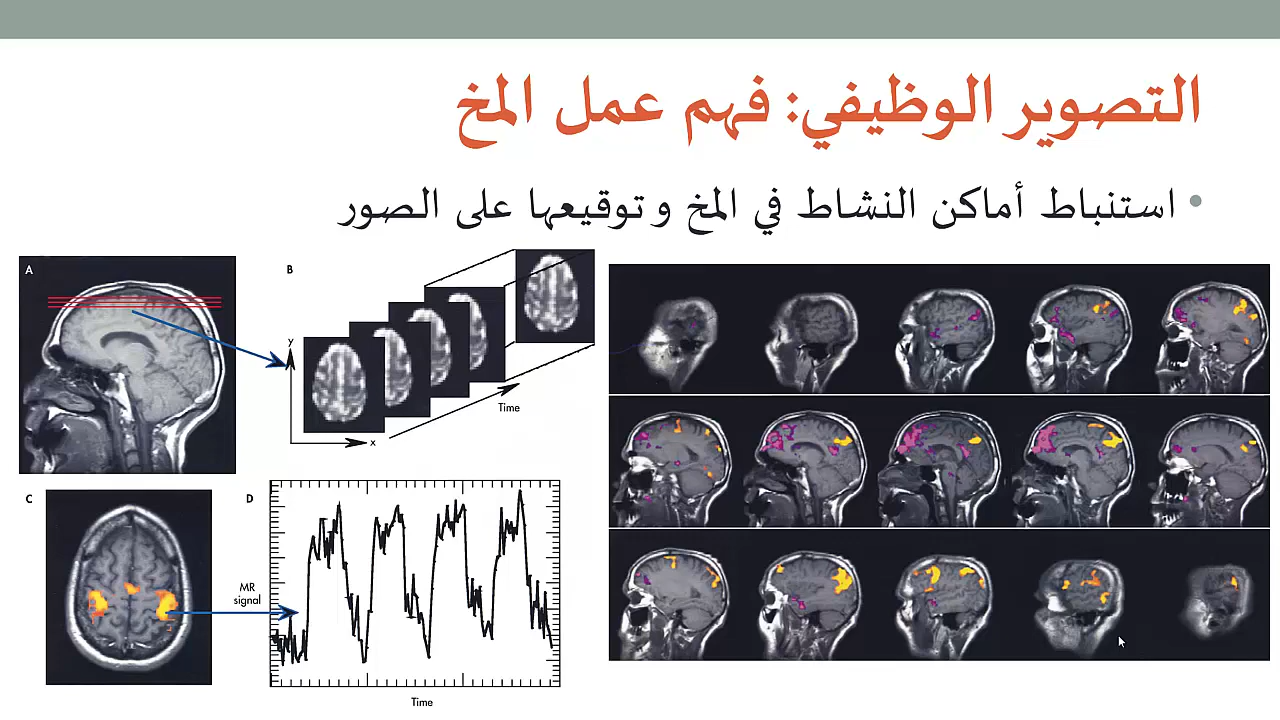 التصوير الوظيفي: فهم عمل المخ
• استنباط أماكن النشاط في المخ و توقيعها على الصور
A
B
y
x
Time
C
D
MR
signal
Time